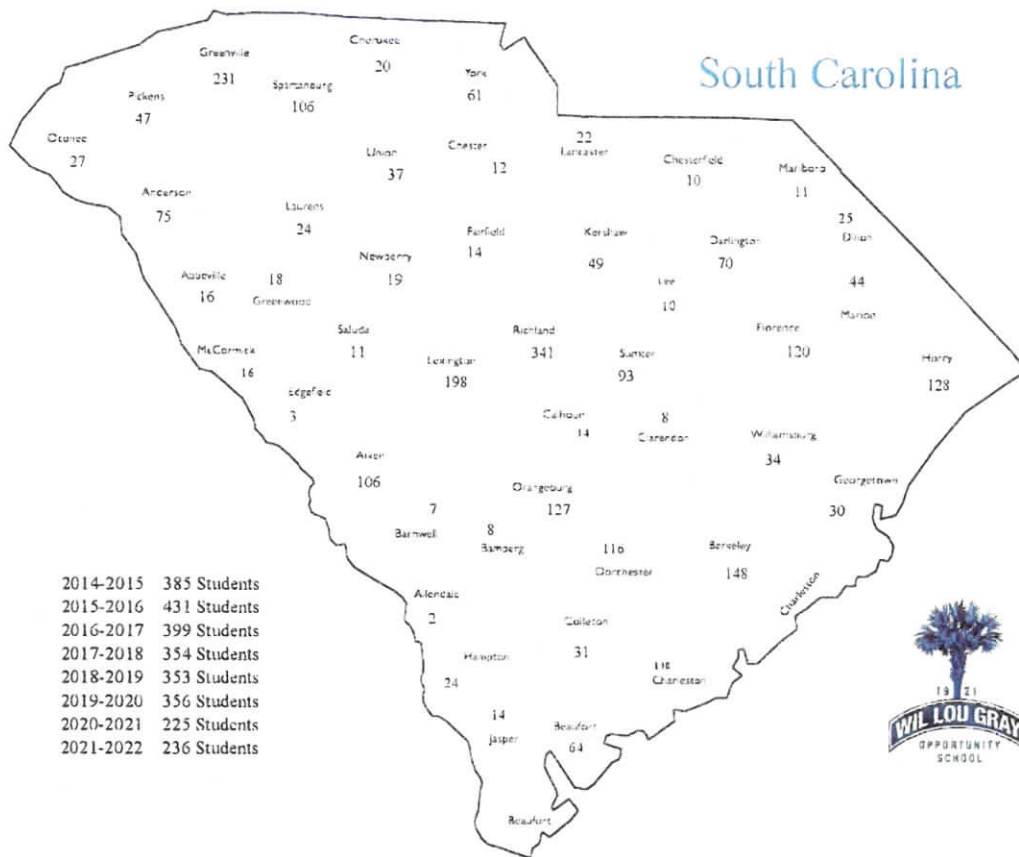 South Carolina
Cherokee
20
Greenville
231
York
61
Spartanburg
106
Pickens
47
Oconee
27
Union
37
Chester
12
22
Lancaster
Chesterfield
10
Marlboro
11
Anderson
75
Laurens
24
Fairfield
14
Kershaw
49
Darlington
70
25
Dillon
Abbeville
16
18
Greenwood
Newberry
19
Lee
10
44
Marion
Saluda
11
Richland
341
Sumter
93
Florence
120
McCormick
16
Lexington
198
Horry
128
Edgefield
3
Calhoun
14
8
Clarendon
Williamsburg
34
Aiken
106
Orangeburg
127
Georgetown
30
7
Barnwell
8
Bamberg
116
Dorchester
Berkeley
148
Charleston
Allendale
2
Colleton
31
Hampton
24
Charleston
14
Jasper
Beaufort
64
Beaufort
2014-2015 385 Students
2015-2016 431 Students
2016-2017 399 Students
2017-2018 354 Students
2018-2019 353 Students
2019-2020 356 Students
2020-2021 225 Students
2021-2022 236 Students
19 21
WIL LOU GRAY
OPPORTUNITY
SCHOOL